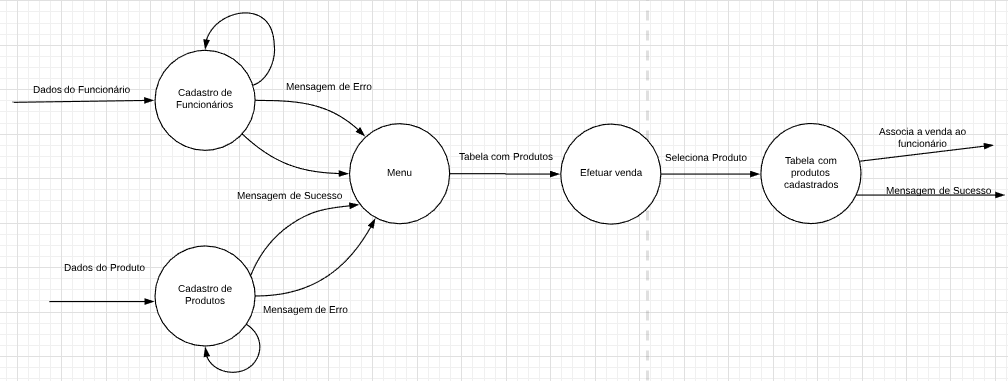 Dados do Funcionário
Cadastro de
Funcionários
Mensagem de Erro
Menu
Mensagem de Sucesso
Dados do Produto
Cadastro de
Produtos
Mensagem de Erro
Tabela com Produtos
Efetuar venda
Seleciona Produto
Tabela com
produtos
cadastrados
Associa a venda ao
funcionário
Mensagem de Sucesso